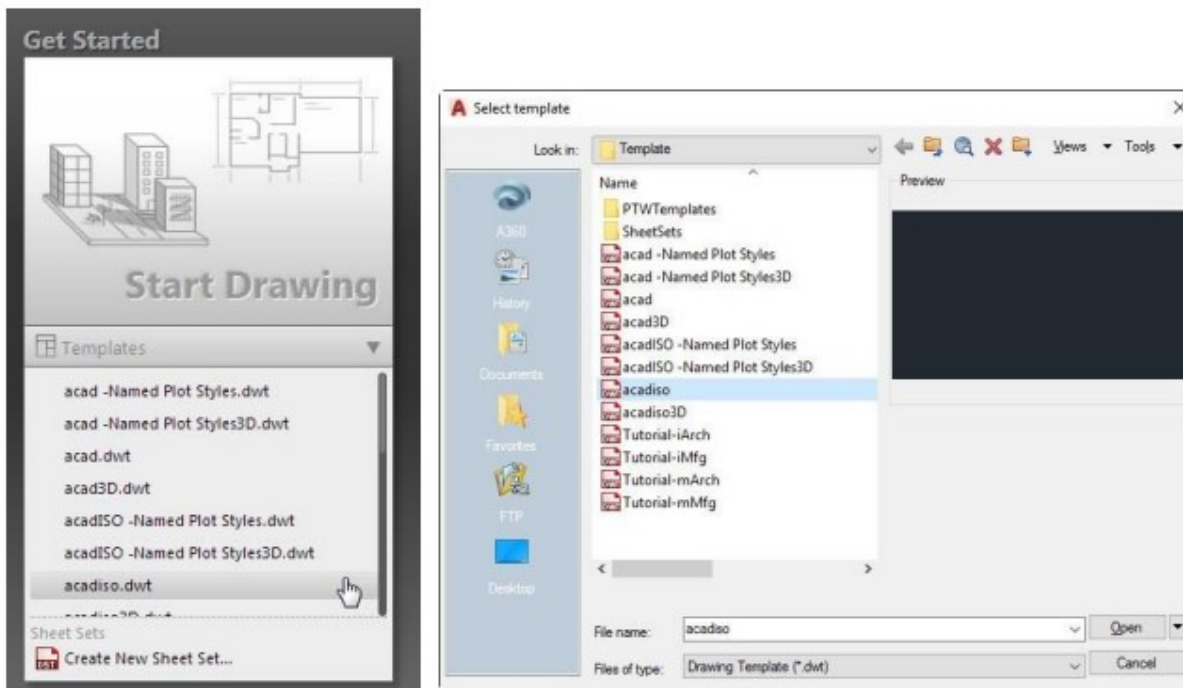 Get Started
Start Drawing
Templates
acad -Named Plot Styles.dwt
acad -Named Plot Styles3D.dwt
acad.dwt
acad3D.dwt
acadISO -Named Plot Styles.dwt
acadISO -Named Plot Styles3D.dwt
acadiso.dwt
acadiso3D.dwt
Sheet Sets
DST Create New Sheet Set...
A Select template
Look in: Template Views Tools
A360
History
Documents
Favorites
FTP
Desktop
Name
PTWTemplates
SheetSets
acad -Named Plot Styles
acad -Named Plot Styles3D
acad
acad3D
acadISO -Named Plot Styles
acadISO -Named Plot Styles3D
acadiso
acadiso3D
Tutorial-iArch
Tutorial-iMfg
Tutorial-mArch
Tutorial-mMfg
Preview
File name: acadiso Open
Files of type: Drawing Template (*.dwt) Cancel